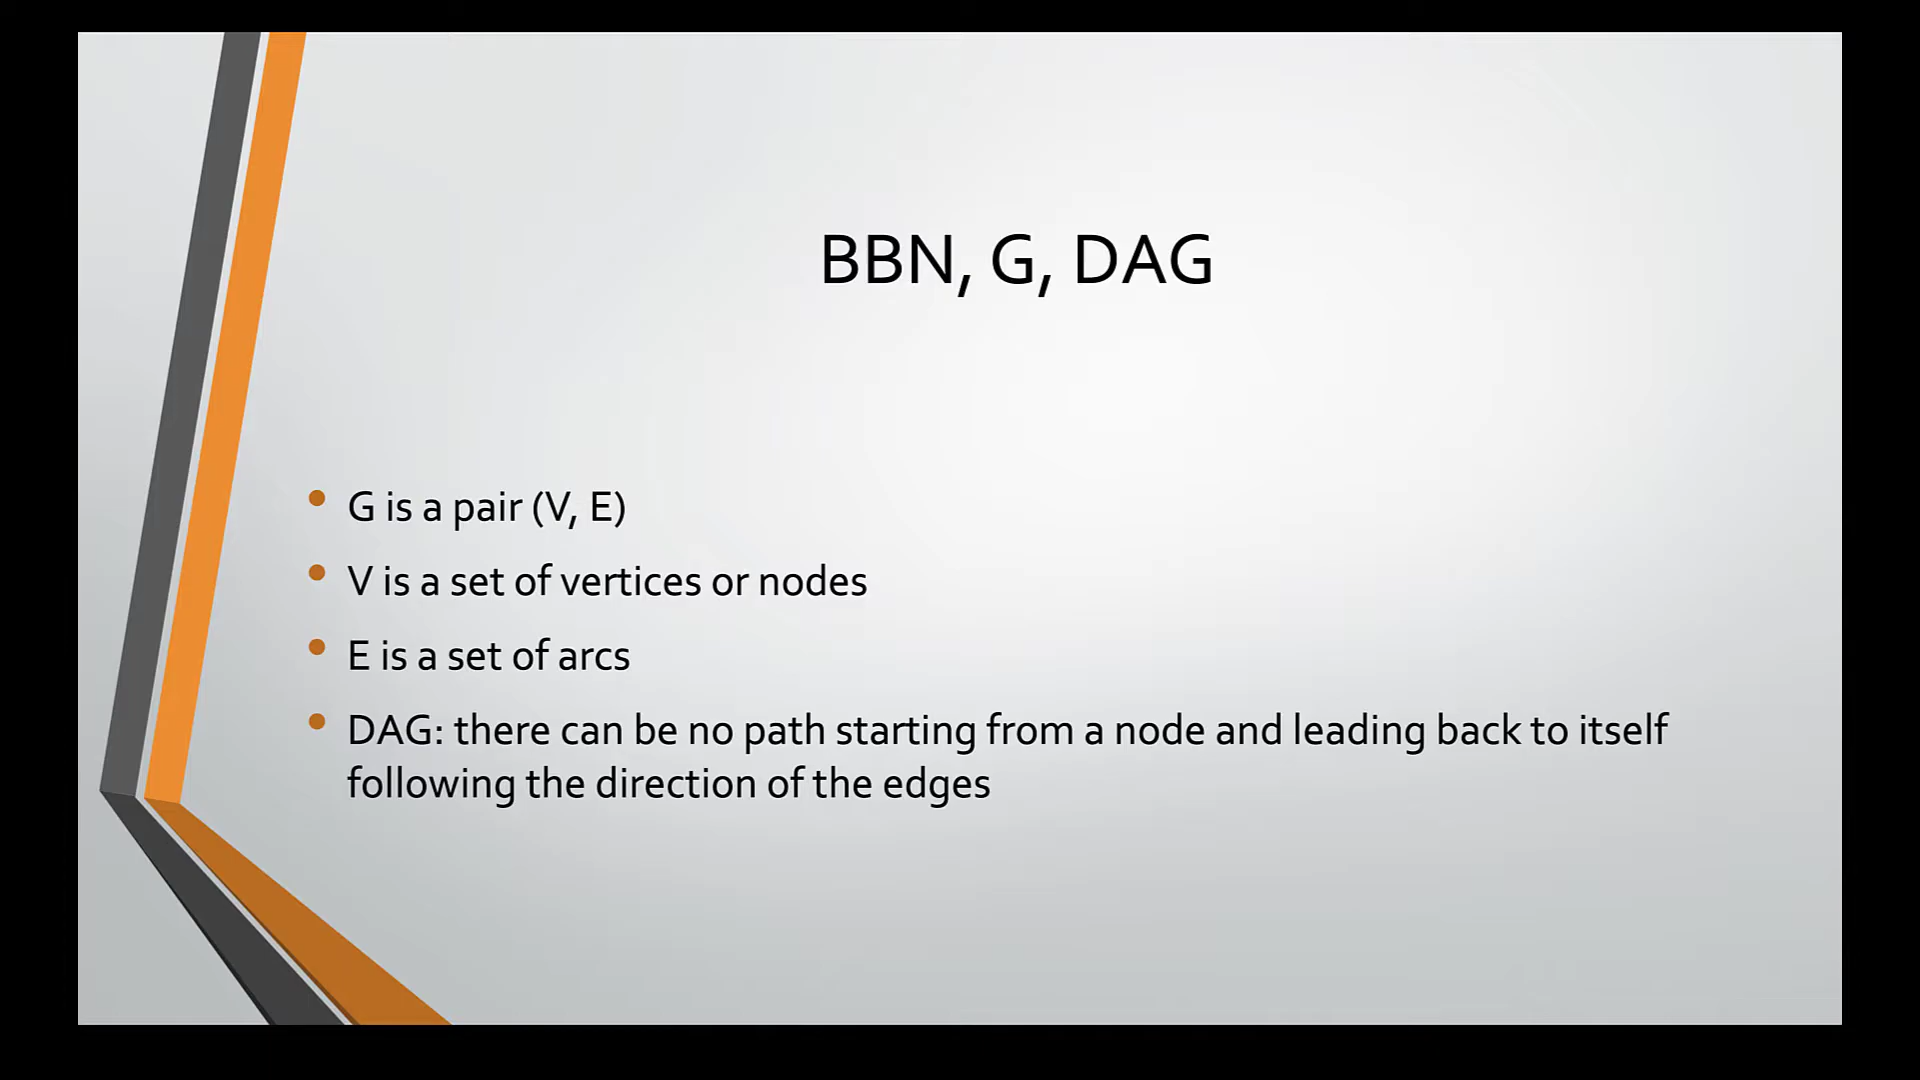 BBN, G, DAG
• G is a pair (V, E)
• V is a set of vertices or nodes
• E is a set of arcs
• DAG: there can be no path starting from a node and leading back to itself
following the direction of the edges